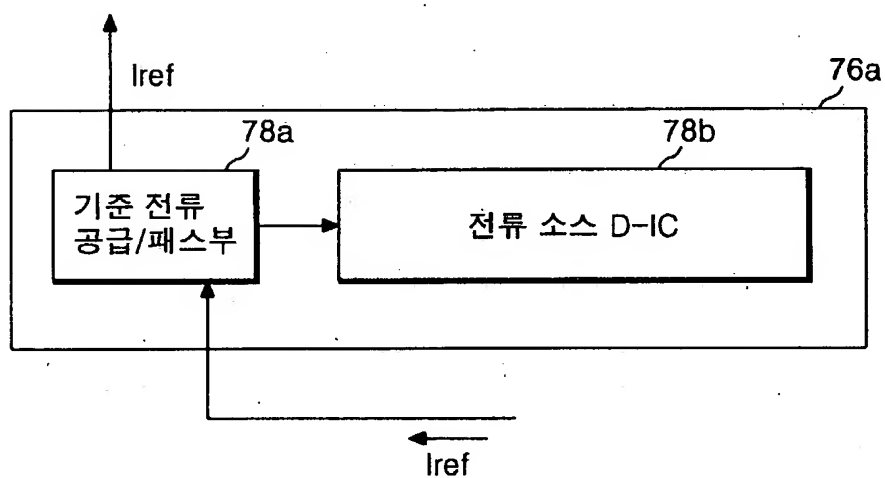 Iref
76a
78a
78b
기준 전류
공급/패스부
전류 소스 D-IC
Iref